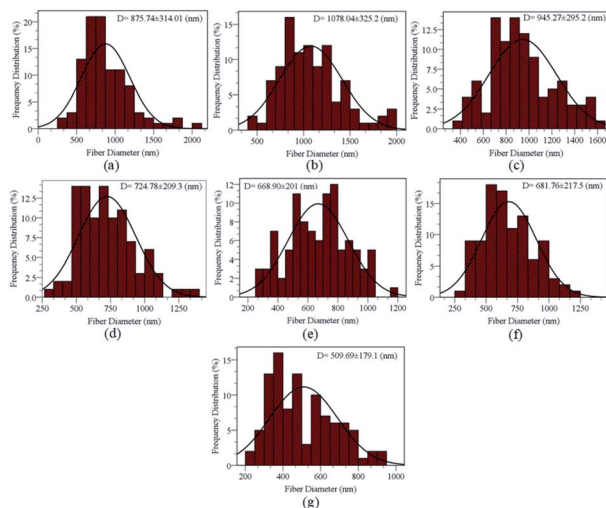 D= 875.74±314.01 (nm)
Frequency Distribution (%)
20
15
10
5
0
0 500 1000 1500 2000
Fiber Diameter (nm)
(a)
D= 1078.04±325.2 (nm)
Frequency Distribution (%)
15
10
5
0
500 1000 1500 2000
Fiber Diameter (nm)
(b)
D= 945.27±295.2 (nm)
Frequency Distribution (%)
12.5
10.0
7.5
5.0
2.5
0.0
400 600 800 1000 1200 1400 1600
Fiber Diameter (nm)
(c)
D= 724.78±209.3 (nm)
Frequency Distribution (%)
12.5
10.0
7.5
5.0
2.5
0.0
250 500 750 1000 1250
Fiber Diameter (nm)
(d)
D= 668.90±201 (nm)
Frequency Distribution (%)
12
10
8
6
4
2
0
200 400 600 800 1000 1200
Fiber Diameter (nm)
(e)
D= 681.76±217.5 (nm)
Frequency Distribution (%)
15
10
5
0
250 500 750 1000 1250
Fiber Diameter (nm)
(f)
D= 509.69±179.1 (nm)
Frequency Distribution (%)
15
10
5
0
200 400 600 800 1000
Fiber Diameter (nm)
(g)